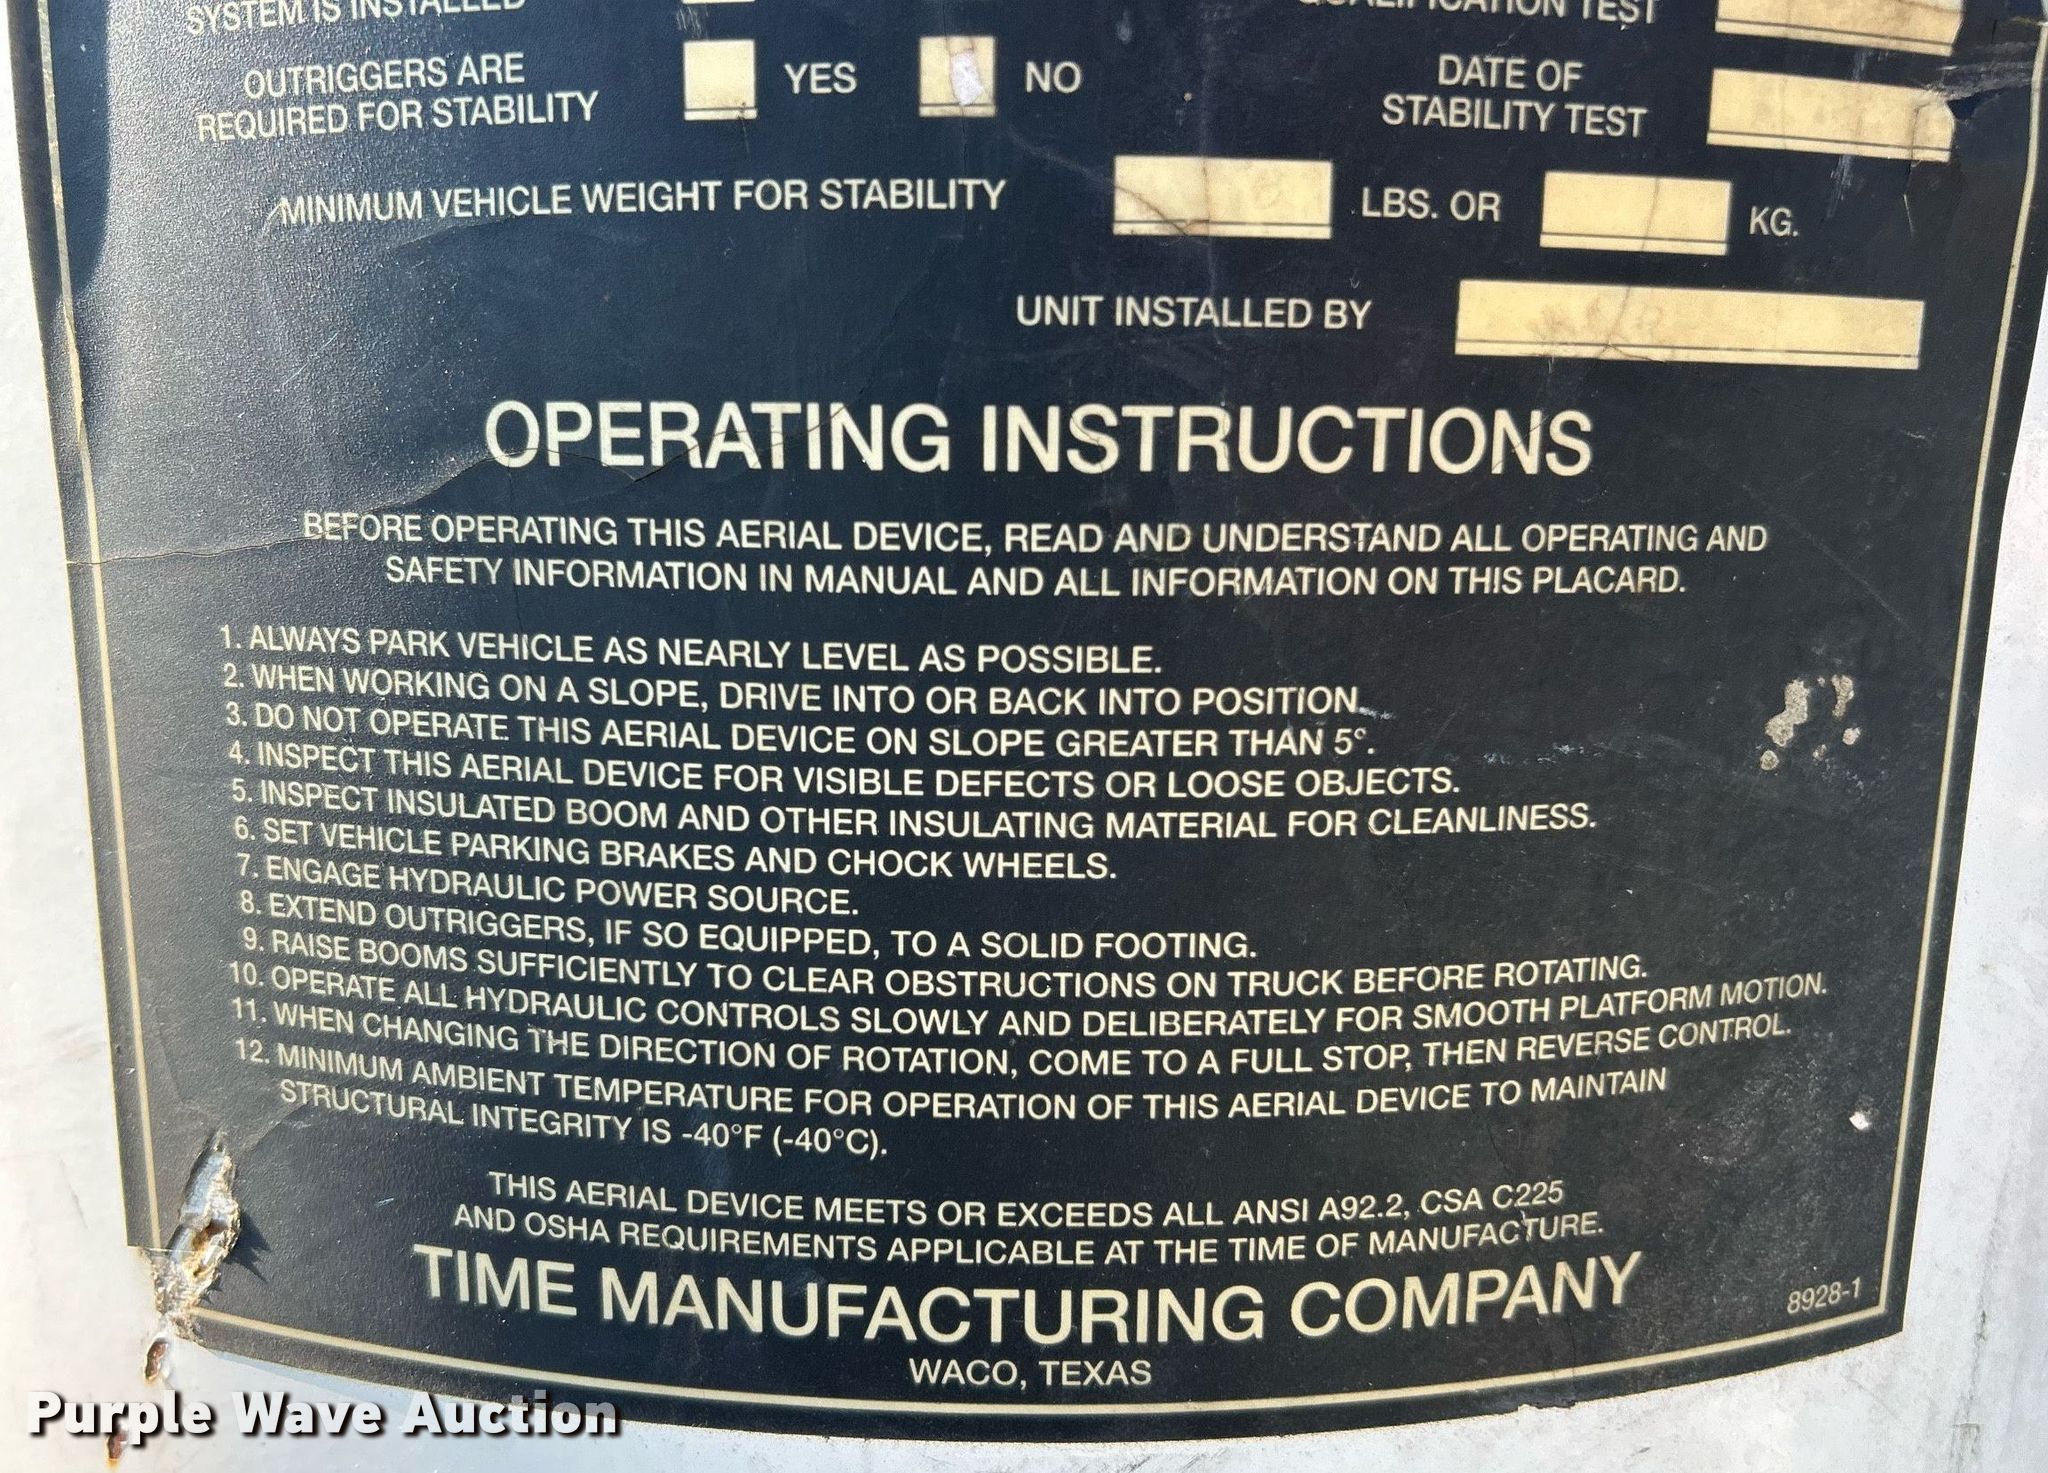 SYSTEM IS INSTALLED
QUALIFICATION TEST
OUTRIGGERS ARE
REQUIRED FOR STABILITY
YES
NO
DATE OF
STABILITY TEST
MINIMUM VEHICLE WEIGHT FOR STABILITY
LBS. OR
KG.
UNIT INSTALLED BY
OPERATING INSTRUCTIONS
BEFORE OPERATING THIS AERIAL DEVICE, READ AND UNDERSTAND ALL OPERATING AND
SAFETY INFORMATION IN MANUAL AND ALL INFORMATION ON THIS PLACARD.
1. ALWAYS PARK VEHICLE AS NEARLY LEVEL AS POSSIBLE.
2. WHEN WORKING ON A SLOPE, DRIVE INTO OR BACK INTO POSITION.
3. DO NOT OPERATE THIS AERIAL DEVICE ON SLOPE GREATER THAN 5°.
4. INSPECT THIS AERIAL DEVICE FOR VISIBLE DEFECTS OR LOOSE OBJECTS.
5. INSPECT INSULATED BOOM AND OTHER INSULATING MATERIAL FOR CLEANLINESS.
6. SET VEHICLE PARKING BRAKES AND CHOCK WHEELS.
7. ENGAGE HYDRAULIC POWER SOURCE.
8. EXTEND OUTRIGGERS, IF SO EQUIPPED, TO A SOLID FOOTING.
9. RAISE BOOMS SUFFICIENTLY TO CLEAR OBSTRUCTIONS ON TRUCK BEFORE ROTATING.
10. OPERATE ALL HYDRAULIC CONTROLS SLOWLY AND DELIBERATELY FOR SMOOTH PLATFORM MOTION.
11. WHEN CHANGING THE DIRECTION OF ROTATION, COME TO A FULL STOP, THEN REVERSE CONTROL.
12. MINIMUM AMBIENT TEMPERATURE FOR OPERATION OF THIS AERIAL DEVICE TO MAINTAIN
STRUCTURAL INTEGRITY IS -40°F (-40°C).
THIS AERIAL DEVICE MEETS OR EXCEEDS ALL ANSI A92.2, CSA C225
AND OSHA REQUIREMENTS APPLICABLE AT THE TIME OF MANUFACTURE.
TIME MANUFACTURING COMPANY
WACO, TEXAS
8928-1
Purple Wave Auction